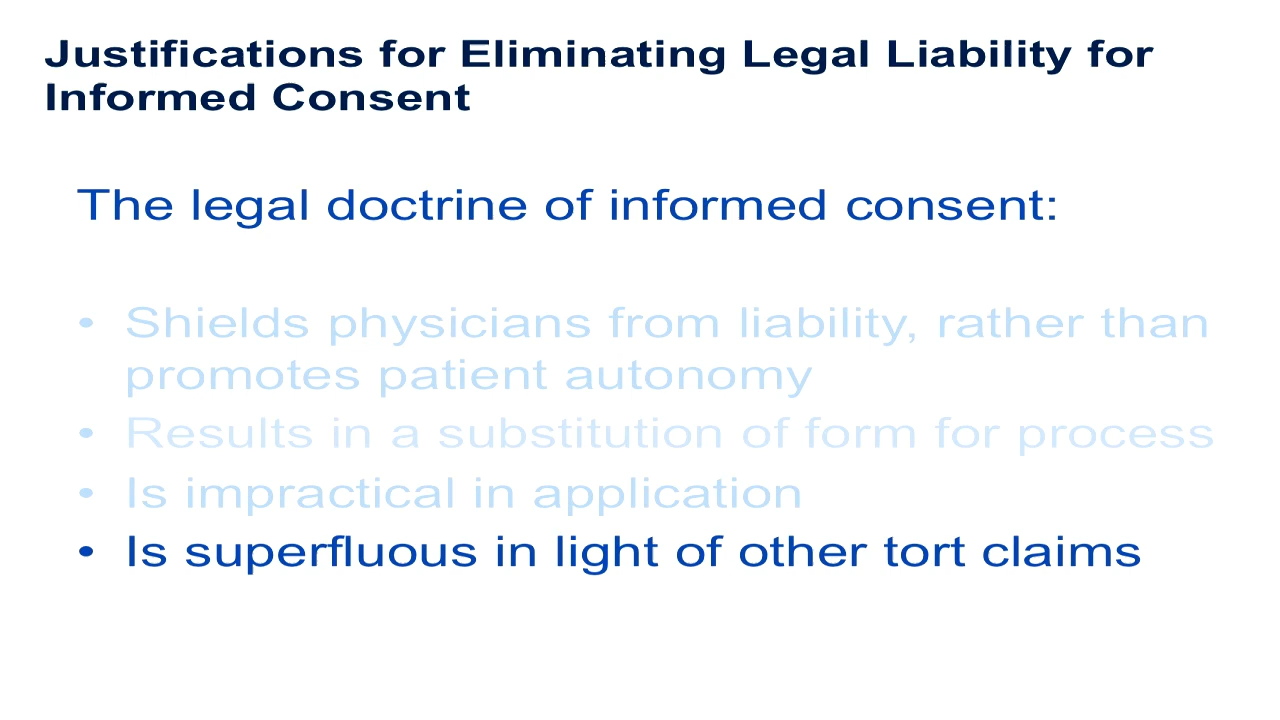 Justifications for Eliminating Legal Liability for
Informed Consent
The legal doctrine of informed consent:
• Shields physicians from liability, rather than
promotes patient autonomy
• Results in a substitution of form for process
• Is impractical in application
• Is superfluous in light of other tort claims